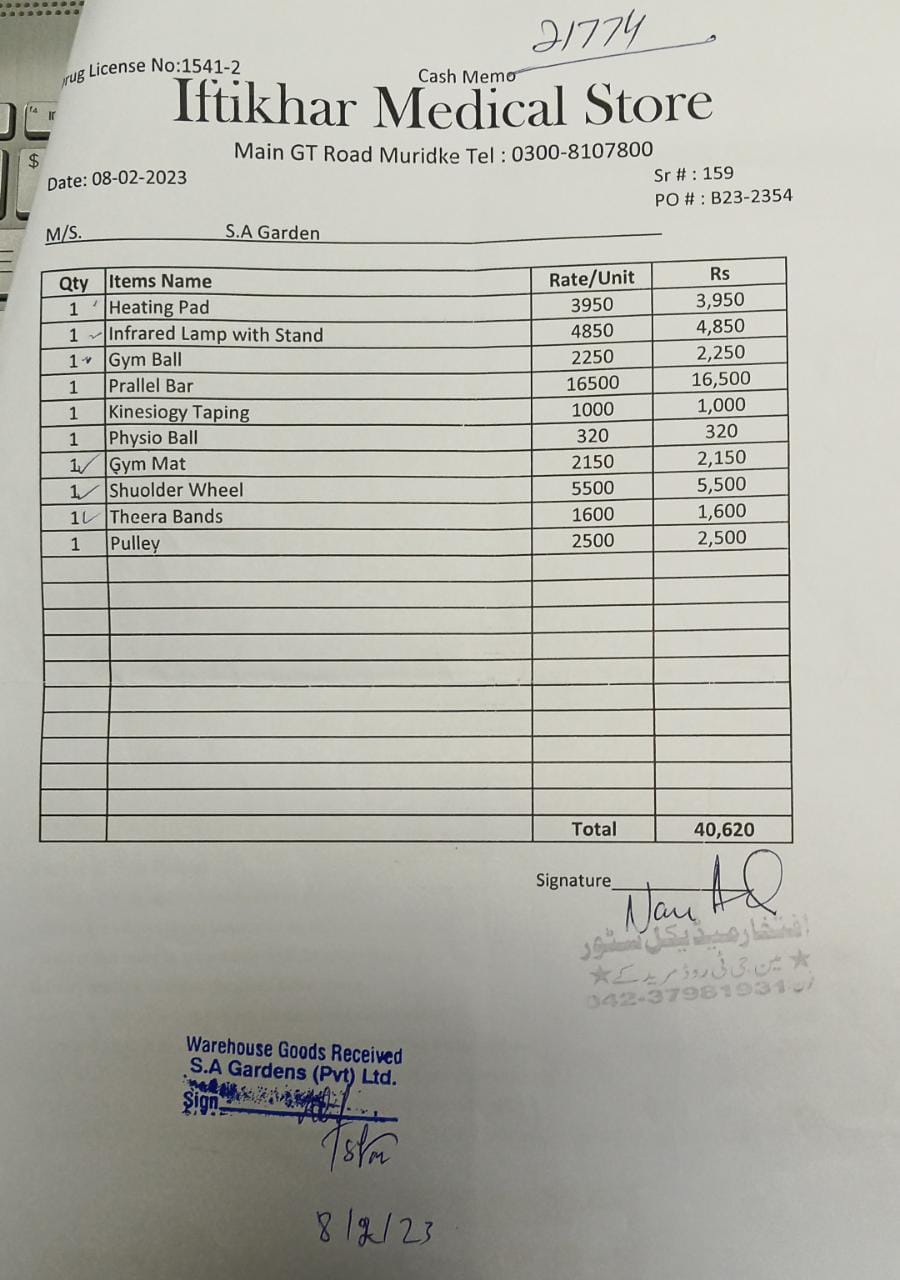 21774
rug License No:1541-2
Cash Memo
Iftikhar Medical Store
Main GT Road Muridke Tel : 0300-8107800
Date: 08-02-2023
Sr # : 159
PO # : B23-2354
M/S. S.A Garden
Qty Items Name Rate/Unit Rs
1 Heating Pad 3950 3,950
1 Infrared Lamp with Stand 4850 4,850
1 Gym Ball 2250 2,250
1 Prallel Bar 16500 16,500
1 Kinesiogy Taping 1000 1,000
1 Physio Ball 320 320
1 Gym Mat 2150 2,150
1 Shuolder Wheel 5500 5,500
1 Theera Bands 1600 1,600
1 Pulley 2500 2,500
Total 40,620
Signature
افتخار میڈیکل سٹور
مین جی ٹی روڈ مرید کے
042-37981931
Warehouse Goods Received
S.A Gardens (Pvt) Ltd.
Sign
8/2/23